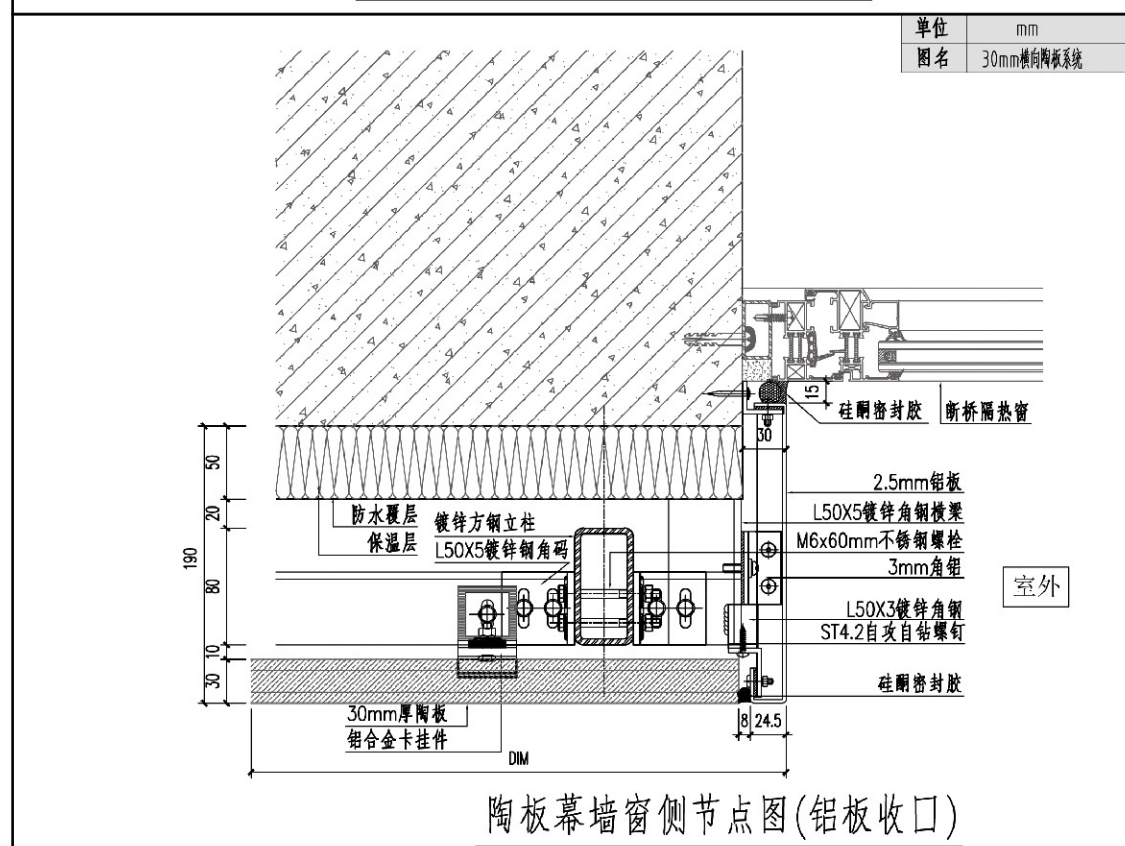 单位 mm
图名 30mm横向陶板系统
15
硅酮密封胶
断桥隔热窗
30
50
20
80
10
30
190
防水覆层
保温层
镀锌方钢立柱
L50X5镀锌钢角码
2.5mm铝板
L50X5镀锌角钢横梁
M6x60mm不锈钢螺栓
3mm角铝
室外
L50X3镀锌角钢
ST4.2自攻自钻螺钉
硅酮密封胶
30mm厚陶板
铝合金卡挂件
8 24.5
DIM
陶板幕墙窗侧节点图(铝板收口)